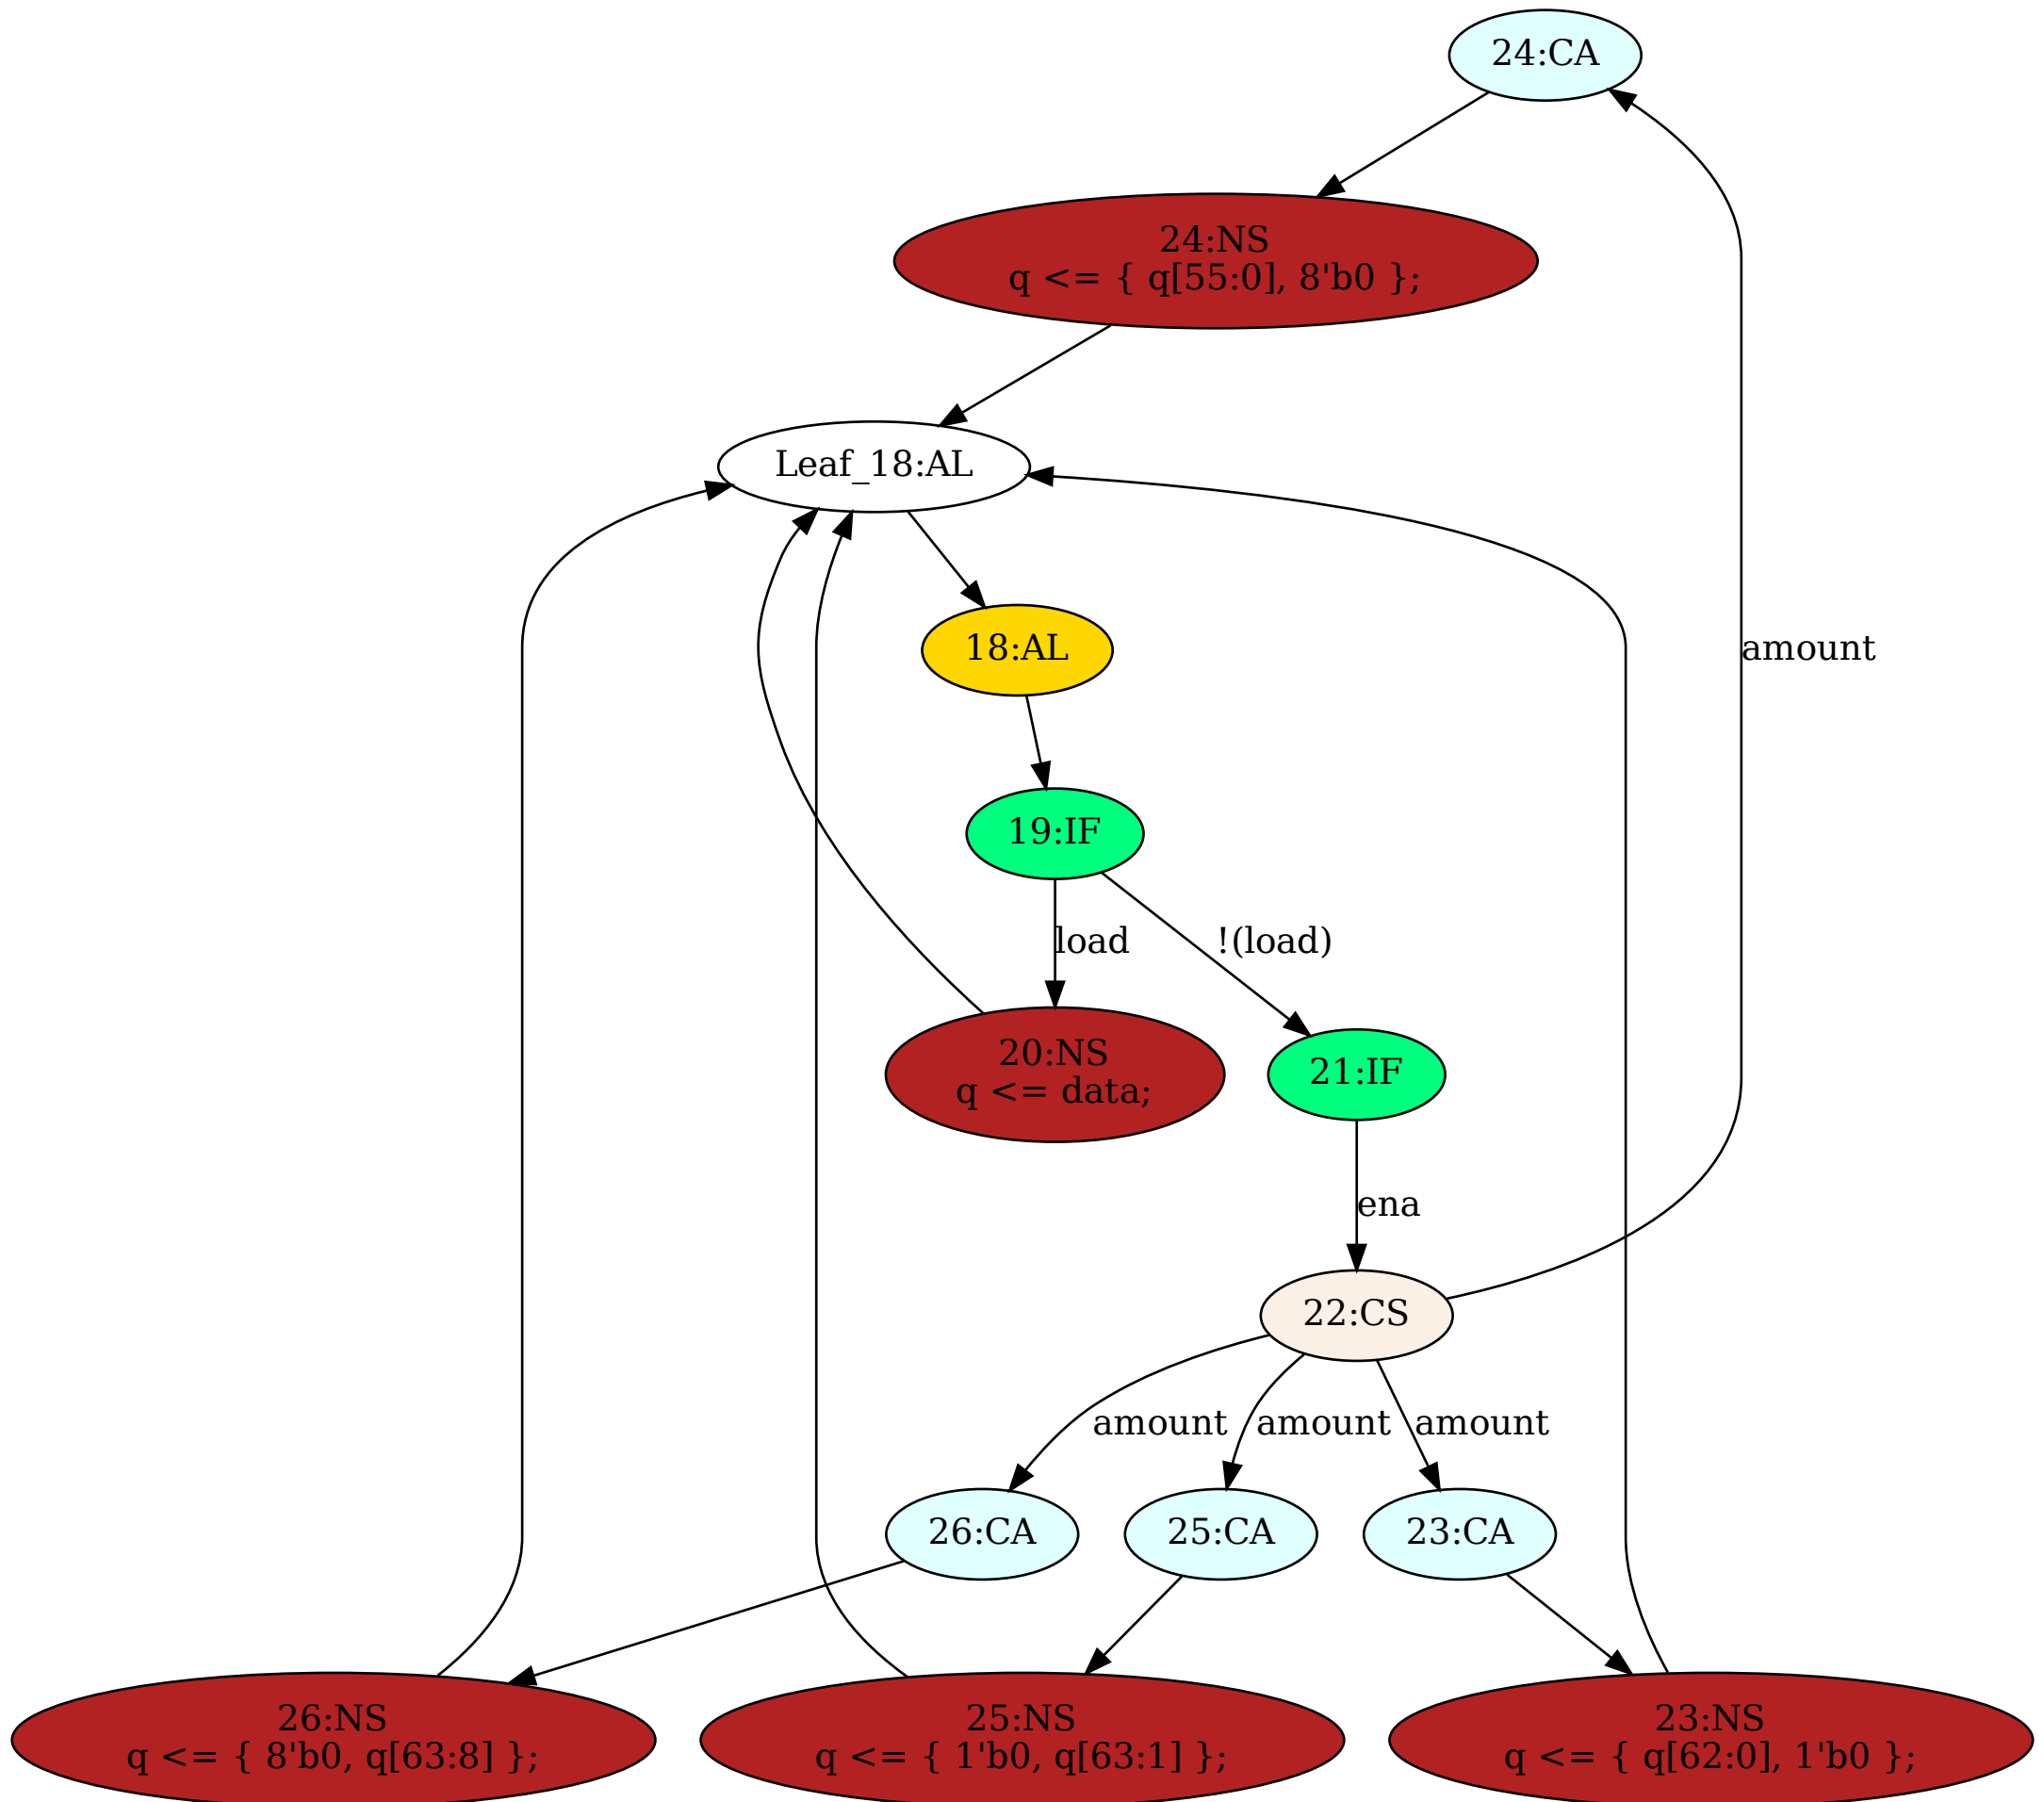 24:CA
24:NS
q <= { q[55:0], 8'b0 };
Leaf_18:AL
18:AL
amount
19:IF
load
!(load)
20:NS
q <= data;
21:IF
ena
22:CS
amount
amount
amount
26:CA
25:CA
23:CA
26:NS
q <= { 8'b0, q[63:8] };
25:NS
q <= { 1'b0, q[63:1] };
23:NS
q <= { q[62:0], 1'b0 };